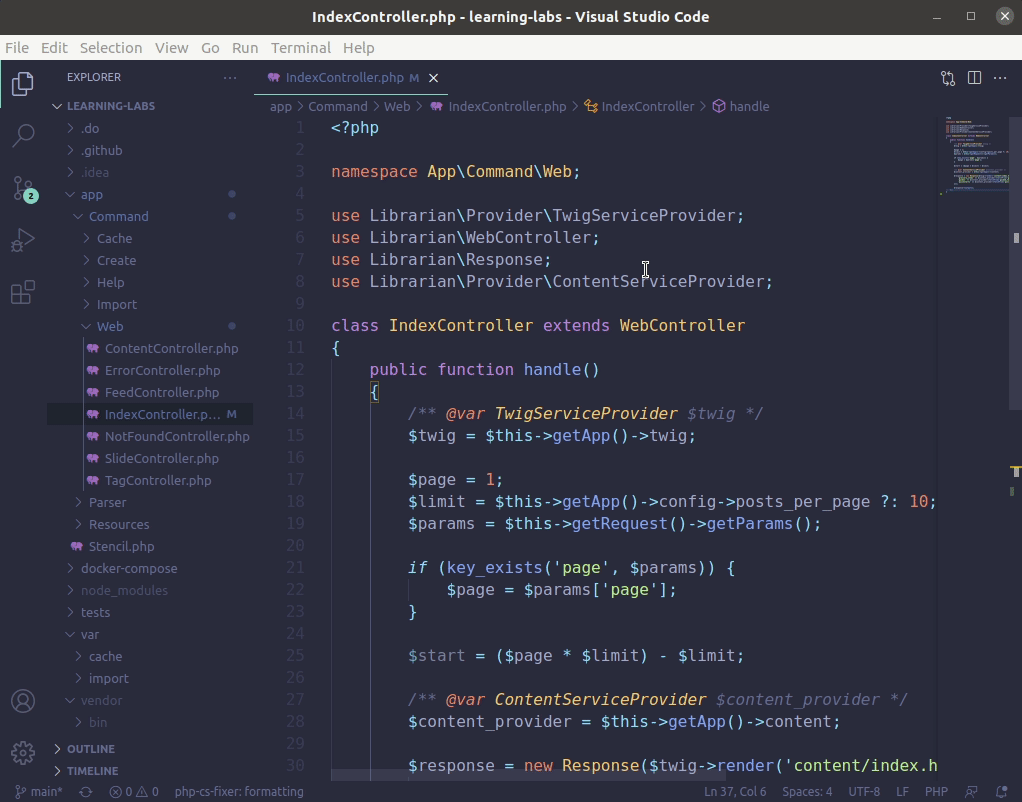 IndexController.php - learning-labs - Visual Studio Code
File Edit Selection View Go Run Terminal Help
EXPLORER
LEARNING-LABS
.do
.github
.idea
app
Command
Cache
Create
Help
Import
Web
ContentController.php
ErrorController.php
FeedController.php
IndexController.p... M
NotFoundController.php
SlideController.php
TagController.php
Parser
Resources
Stencil.php
docker-compose
node_modules
tests
var
cache
import
vendor
bin
OUTLINE
TIMELINE
2
IndexController.php M
app > Command > Web > IndexController.php > IndexController > handle
1 <?php
2
3 namespace App\Command\Web;
4
5 use Librarian\Provider\TwigServiceProvider;
6 use Librarian\WebController;
7 use Librarian\Response;
8 use Librarian\Provider\ContentServiceProvider;
9
10 class IndexController extends WebController
11 {
12 public function handle()
13 {
14 /** @var TwigServiceProvider $twig */
15 $twig = $this->getApp()->twig;
16
17 $page = 1;
18 $limit = $this->getApp()->config->posts_per_page ?: 10;
19 $params = $this->getRequest()->getParams();
20
21 if (key_exists('page', $params)) {
22 $page = $params['page'];
23 }
24
25 $start = ($page * $limit) - $limit;
26
27 /** @var ContentServiceProvider $content_provider */
28 $content_provider = $this->getApp()->content;
29
30 $response = new Response($twig->render('content/index.h
main* 0 0 php-cs-fixer: formatting Ln 37, Col 6 Spaces: 4 UTF-8 LF PHP